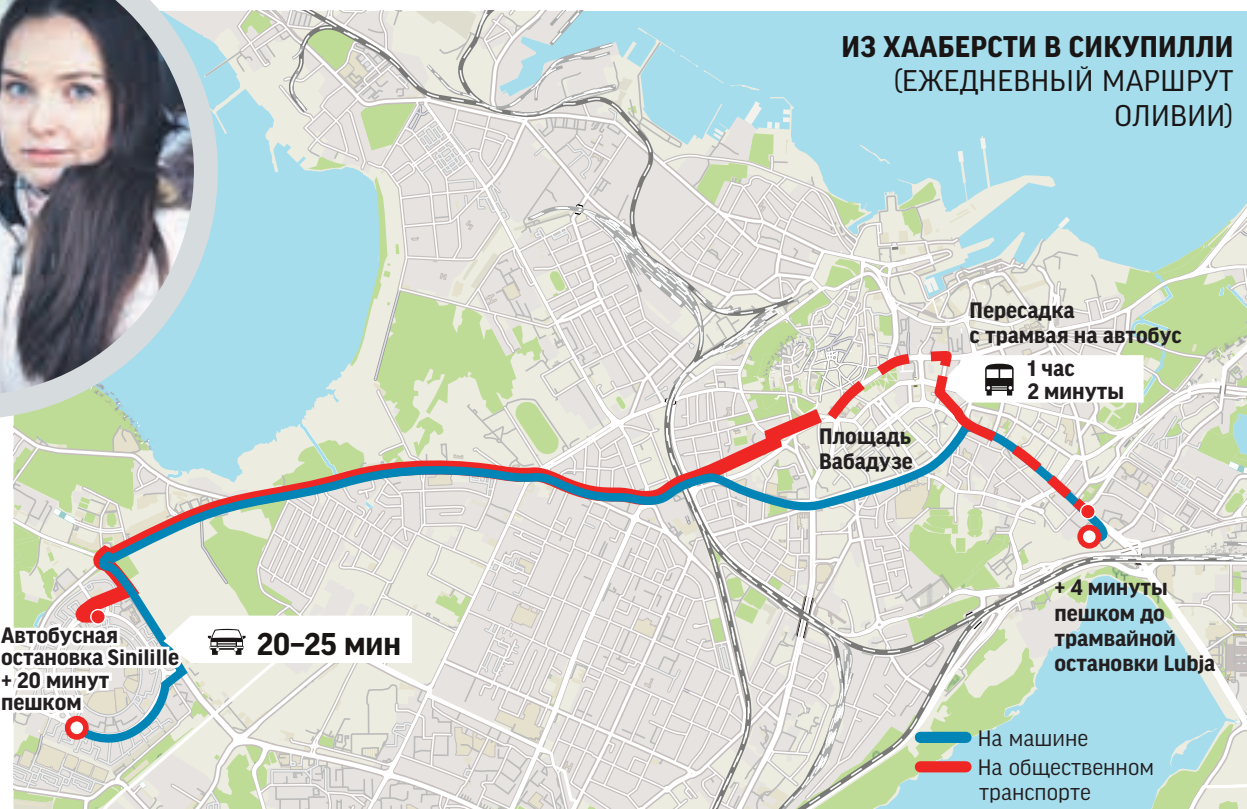 ИЗ ХААБЕРСТИ В СИКУПИЛЛИ
(ЕЖЕДНЕВНЫЙ МАРШРУТ
ОЛИВИИ)
Пересадка
с трамвая на автобус
1 час
2 минуты
Площадь
Вабадузе
+ 4 минуты
пешком до
трамвайной
остановки Lubja
Автобусная
остановка Sinilille
+ 20 минут
пешком
20–25 мин
На машине
На общественном
транспорте